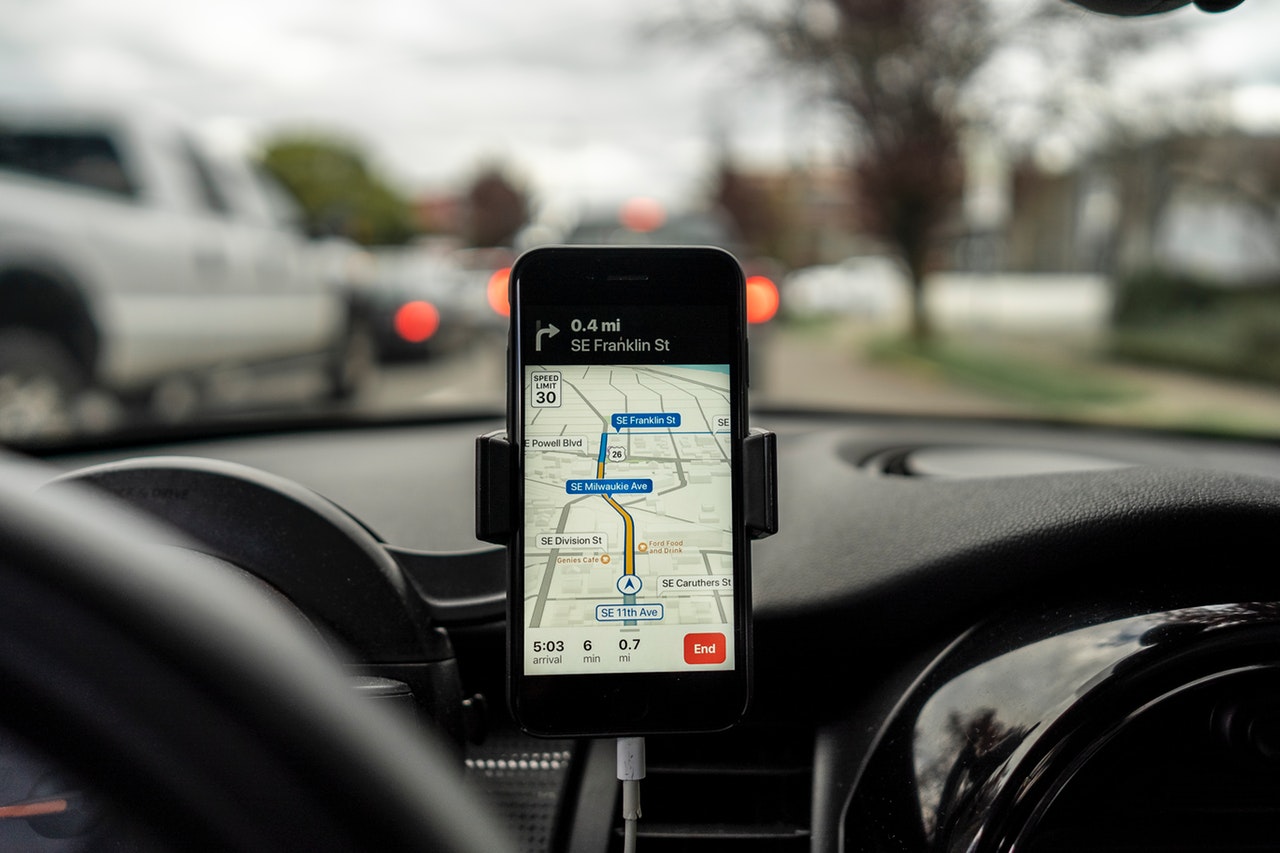 0.4 mi
SE Franklin St
SPEED
LIMIT
30
SE Franklin St
SE
E Powell Blvd
26
SE Milwaukie Ave
SE Division St
Ford Food
and Drink
Genies Cafe
SE Caruthers St
SE 11th Ave
5:03 6 0.7
arrival min mi
End